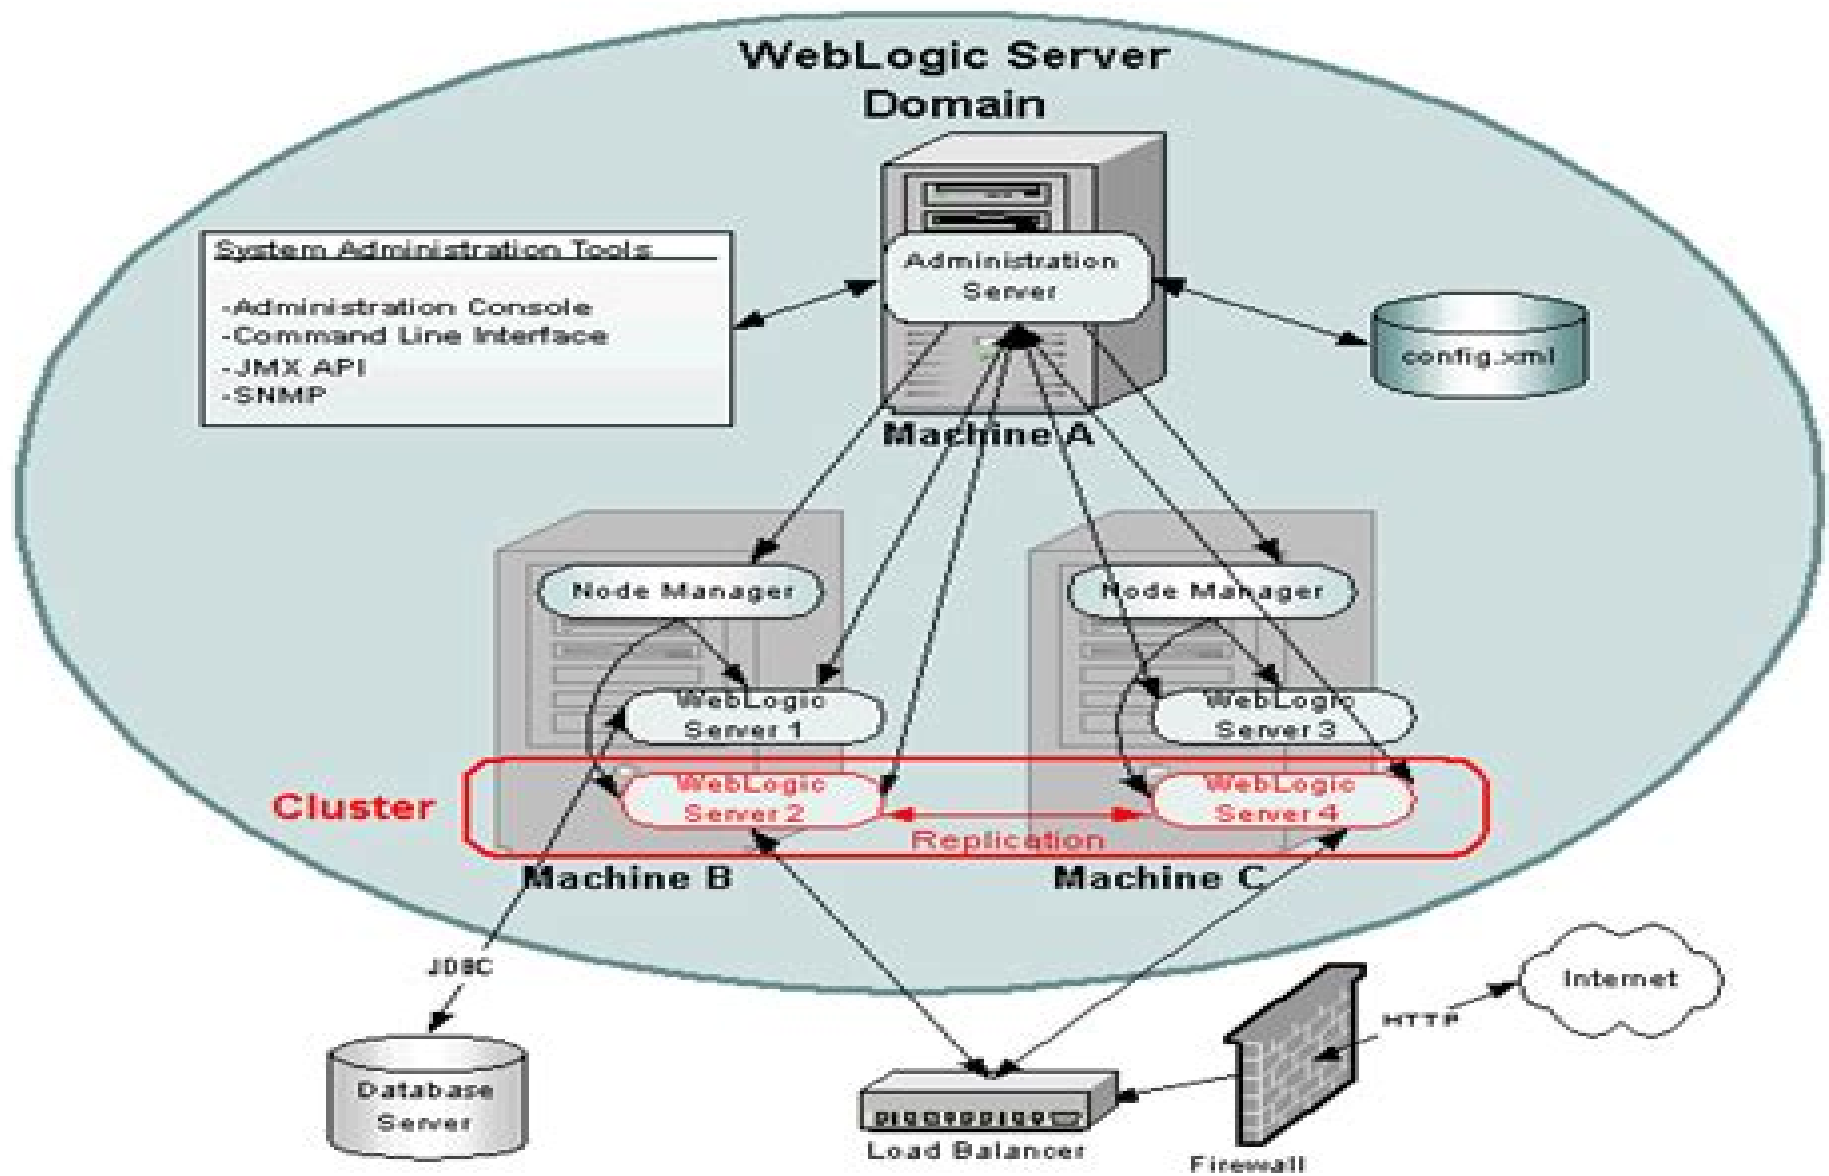 WebLogic Server
Domain
System Administration Tools
-Administration Console
-Command Line Interface
-JMX API
-SNMP
Administration
Server
config.xml
Machine A
Node Manager
Node Manager
WebLogic
Server 1
WebLogic
Server 3
Cluster
WebLogic
Server 2
Replication
WebLogic
Server 4
Machine B
Machine C
JDBC
Database
Server
Load Balancer
Firewall
HTTP
Internet